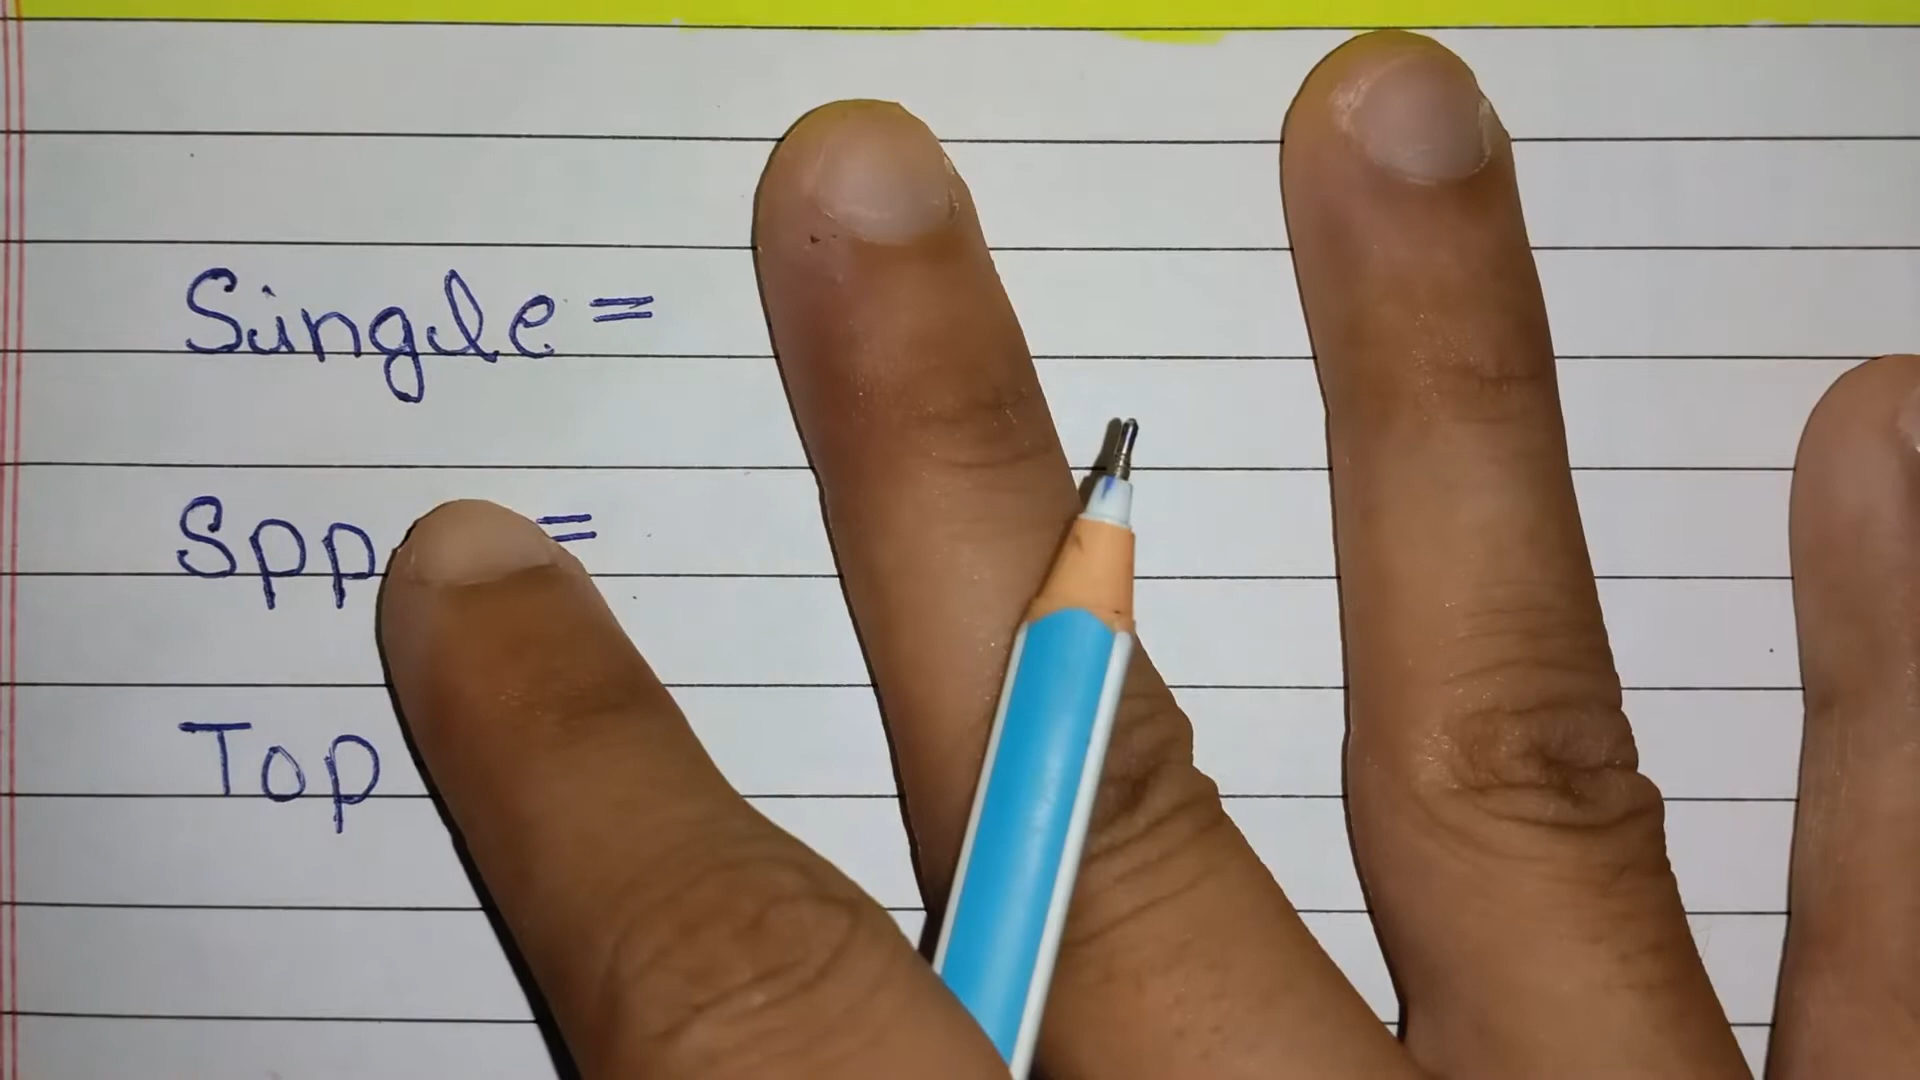 Single =
Spp =
Top